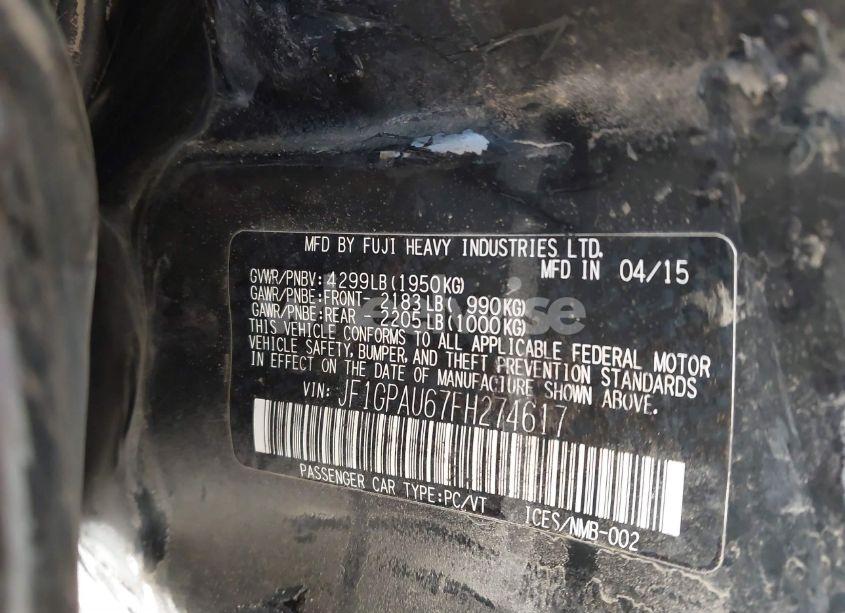 MFD BY FUJI HEAVY INDUSTRIES LTD.
MFD IN 04/15
GVWR/PNBV: 4299LB(1950KG)
GAWR/PNBE:FRONT- 2183LB( 990KG)
GAWR/PNBE:REAR - 2205LB(1000KG)
THIS VEHICLE CONFORMS TO ALL APPLICABLE FEDERAL MOTOR
VEHICLE SAFETY, BUMPER, AND THEFT PREVENTION STANDARDS
IN EFFECT ON THE DATE OF MANUFACTURE SHOWN ABOVE.
VIN: JF1GPAU67FH274617
PASSENGER CAR TYPE:PC/VT ICES/NMB-002